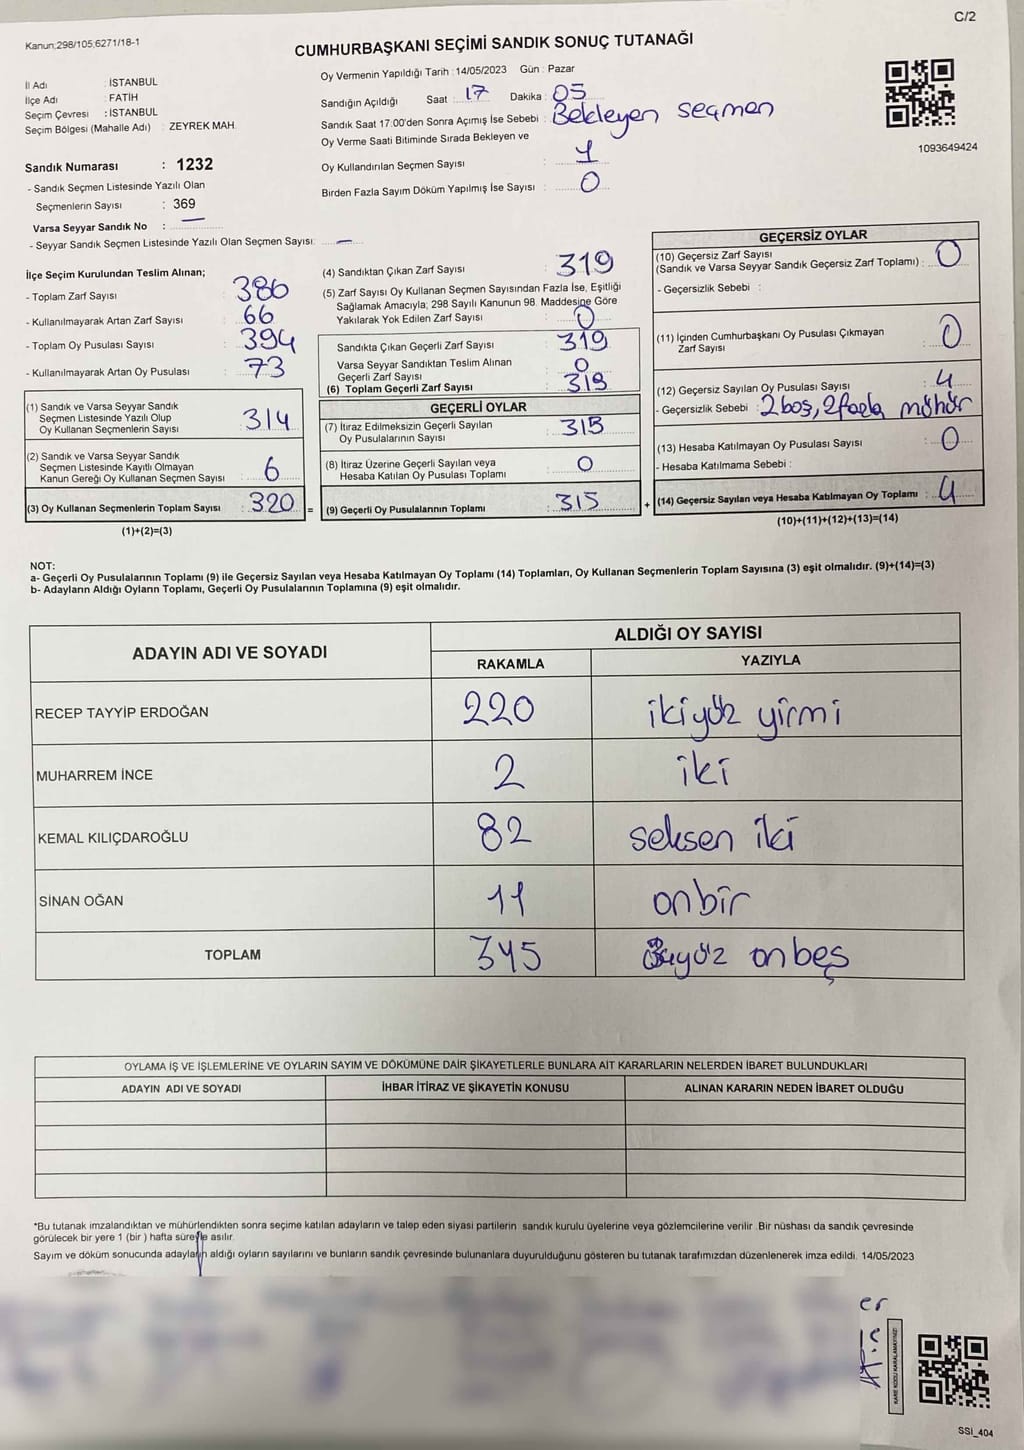 C/2
Kanun;298/105;6271/18-1
CUMHURBAŞKANI SEÇİMİ SANDIK SONUÇ TUTANAĞI
İl Adı : İSTANBUL
İlçe Adı : FATİH
Seçim Çevresi : İSTANBUL
Seçim Bölgesi (Mahalle Adı) : ZEYREK MAH.
Sandık Numarası : 1232
- Sandık Seçmen Listesinde Yazılı Olan
Seçmenlerin Sayısı : 369
Varsa Seyyar Sandık No : —
- Seyyar Sandık Seçmen Listesinde Yazılı Olan Seçmen Sayısı: —
Oy Vermenin Yapıldığı Tarih : 14/05/2023 Gün : Pazar
Sandığın Açıldığı Saat : 17 Dakika : 05
Sandık Saat 17:00'den Sonra Açımış İse Sebebi : Bekleyen seçmen
Oy Verme Saati Bitiminde Sırada Bekleyen ve
Oy Kullandırılan Seçmen Sayısı : 1
Birden Fazla Sayım Döküm Yapılmış İse Sayısı : 0
1093649424
İlçe Seçim Kurulundan Teslim Alınan;
- Toplam Zarf Sayısı : 386
- Kullanılmayarak Artan Zarf Sayısı : 66
- Toplam Oy Pusulası Sayısı : 394
- Kullanılmayarak Artan Oy Pusulası : 73
(1) Sandık ve Varsa Seyyar Sandık
Seçmen Listesinde Yazılı Olup
Oy Kullanan Seçmenlerin Sayısı : 314
(2) Sandık ve Varsa Seyyar Sandık
Seçmen Listesinde Kayıtlı Olmayan
Kanun Gereği Oy Kullanan Seçmen Sayısı : 6
(3) Oy Kullanan Seçmenlerin Toplam Sayısı : 320 =
(1)+(2)=(3)
(4) Sandıktan Çıkan Zarf Sayısı : 319
(5) Zarf Sayısı Oy Kullanan Seçmen Sayısından Fazla İse, Eşitliği
Sağlamak Amacıyla; 298 Sayılı Kanunun 98. Maddesine Göre
Yakılarak Yok Edilen Zarf Sayısı : 0
Sandıkta Çıkan Geçerli Zarf Sayısı : 319
Varsa Seyyar Sandıktan Teslim Alınan
Geçerli Zarf Sayısı : 0
(6) Toplam Geçerli Zarf Sayısı : 319
GEÇERLİ OYLAR
(7) İtiraz Edilmeksizin Geçerli Sayılan
Oy Pusulalarının Sayısı : 315
(8) İtiraz Üzerine Geçerli Sayılan veya
Hesaba Katılan Oy Pusulası Toplamı : 0
(9) Geçerli Oy Pusulalarının Toplamı : 315 +
GEÇERSİZ OYLAR
(10) Geçersiz Zarf Sayısı
(Sandık ve Varsa Seyyar Sandık Geçersiz Zarf Toplamı) : 0
- Geçersizlik Sebebi :
(11) İçinden Cumhurbaşkanı Oy Pusulası Çıkmayan
Zarf Sayısı : 0
(12) Geçersiz Sayılan Oy Pusulası Sayısı : 4
- Geçersizlik Sebebi : 2 boş, 2 fazla mühür
(13) Hesaba Katılmayan Oy Pusulası Sayısı : 0
- Hesaba Katılmama Sebebi :
(14) Geçersiz Sayılan veya Hesaba Katılmayan Oy Toplamı : 4
(10)+(11)+(12)+(13)=(14)
NOT:
a- Geçerli Oy Pusulalarının Toplamı (9) ile Geçersiz Sayılan veya Hesaba Katılmayan Oy Toplamı (14) Toplamları, Oy Kullanan Seçmenlerin Toplam Sayısına (3) eşit olmalıdır. (9)+(14)=(3)
b- Adayların Aldığı Oyların Toplamı, Geçerli Oy Pusulalarının Toplamına (9) eşit olmalıdır.
ADAYIN ADI VE SOYADI ALDIĞI OY SAYISI
RAKAMLA YAZIYLA
RECEP TAYYİP ERDOĞAN 220 ikiyüz yirmi
MUHARREM İNCE 2 iki
KEMAL KILIÇDAROĞLU 82 seksen iki
SİNAN OĞAN 11 onbir
TOPLAM 315 üçyüz onbeş
OYLAMA İŞ VE İŞLEMLERİNE VE OYLARIN SAYIM VE DÖKÜMÜNE DAİR ŞİKAYETLERLE BUNLARA AİT KARARLARIN NELERDEN İBARET BULUNDUKLARI
ADAYIN ADI VE SOYADI İHBAR İTİRAZ VE ŞİKAYETİN KONUSU ALINAN KARARIN NEDEN İBARET OLDUĞU
*Bu tutanak imzalandıktan ve mühürlendikten sonra seçime katılan adayların ve talep eden siyasi partilerin sandık kurulu üyelerine veya gözlemcilerine verilir .Bir nüshası da sandık çevresinde
görülecek bir yere 1 (bir ) hafta süreyle asılır.
Sayım ve döküm sonucunda adayların aldığı oyların sayılarını ve bunların sandık çevresinde bulunanlara duyurulduğunu gösteren bu tutanak tarafımızdan düzenlenerek imza edildi. 14/05/2023
er
KARE KODU KARALAMAYINIZ!
SSİ_404